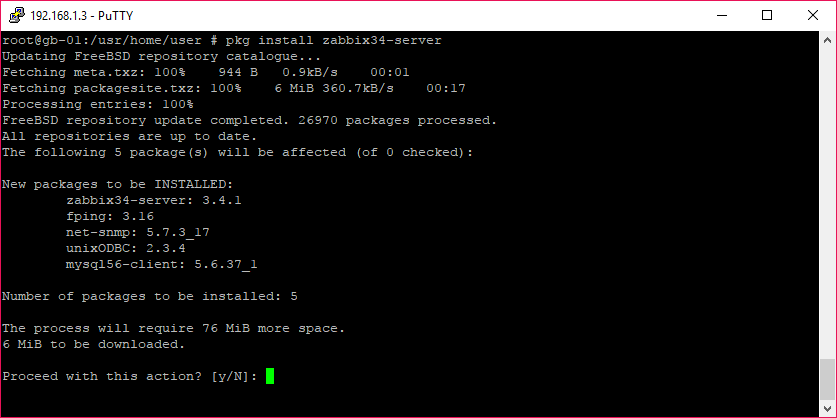 192.168.1.3 - PuTTY
root@gb-01:/usr/home/user # pkg install zabbix34-server
Updating FreeBSD repository catalogue...
Fetching meta.txz: 100%    944 B   0.9kB/s    00:01
Fetching packagesite.txz: 100%    6 MiB 360.7kB/s    00:17
Processing entries: 100%
FreeBSD repository update completed. 26970 packages processed.
All repositories are up to date.
The following 5 package(s) will be affected (of 0 checked):

New packages to be INSTALLED:
        zabbix34-server: 3.4.1
        fping: 3.16
        net-snmp: 5.7.3_17
        unixODBC: 2.3.4
        mysql56-client: 5.6.37_1

Number of packages to be installed: 5

The process will require 76 MiB more space.
6 MiB to be downloaded.

Proceed with this action? [y/N]: